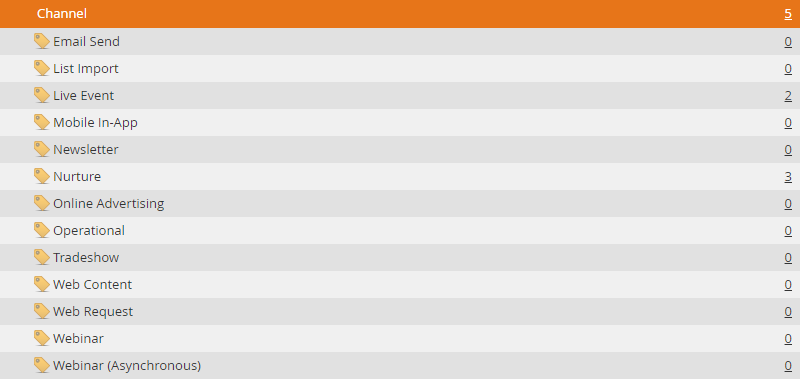 Channel 5
Email Send 0
List Import 0
Live Event 2
Mobile In-App 0
Newsletter 0
Nurture 3
Online Advertising 0
Operational 0
Tradeshow 0
Web Content 0
Web Request 0
Webinar 0
Webinar (Asynchronous) 0